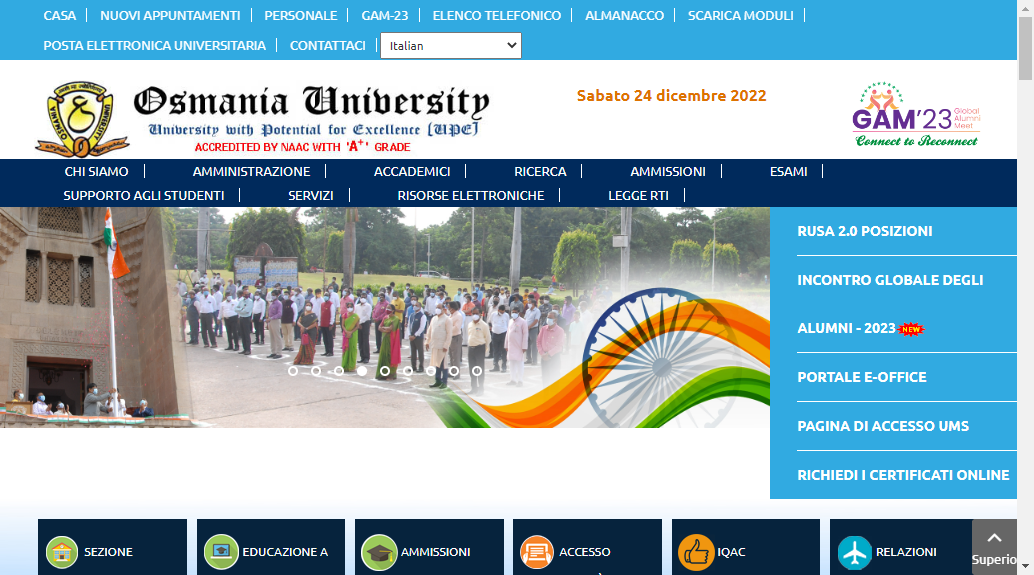 CASA NUOVI APPUNTAMENTI PERSONALE GAM-23 ELENCO TELEFONICO ALMANACCO SCARICA MODULI
POSTA ELETTRONICA UNIVERSITARIA CONTATTACI Italian
Osmania University
University with Potential for Excellence (UPE)
ACCREDITED BY NAAC WITH 'A+' GRADE
OSMANIA UNIVERSITY
Sabato 24 dicembre 2022
GAM'23 Global
Alumni
Meet
Connect to Reconnect
CHI SIAMO AMMINISTRAZIONE ACCADEMICI RICERCA AMMISSIONI ESAMI
SUPPORTO AGLI STUDENTI SERVIZI RISORSE ELETTRONICHE LEGGE RTI
RUSA 2.0 POSIZIONI
INCONTRO GLOBALE DEGLI
ALUMNI - 2023 NEW
PORTALE E-OFFICE
PAGINA DI ACCESSO UMS
RICHIEDI I CERTIFICATI ONLINE
SEZIONE EDUCAZIONE A AMMISSIONI ACCESSO IQAC RELAZIONI
Superio